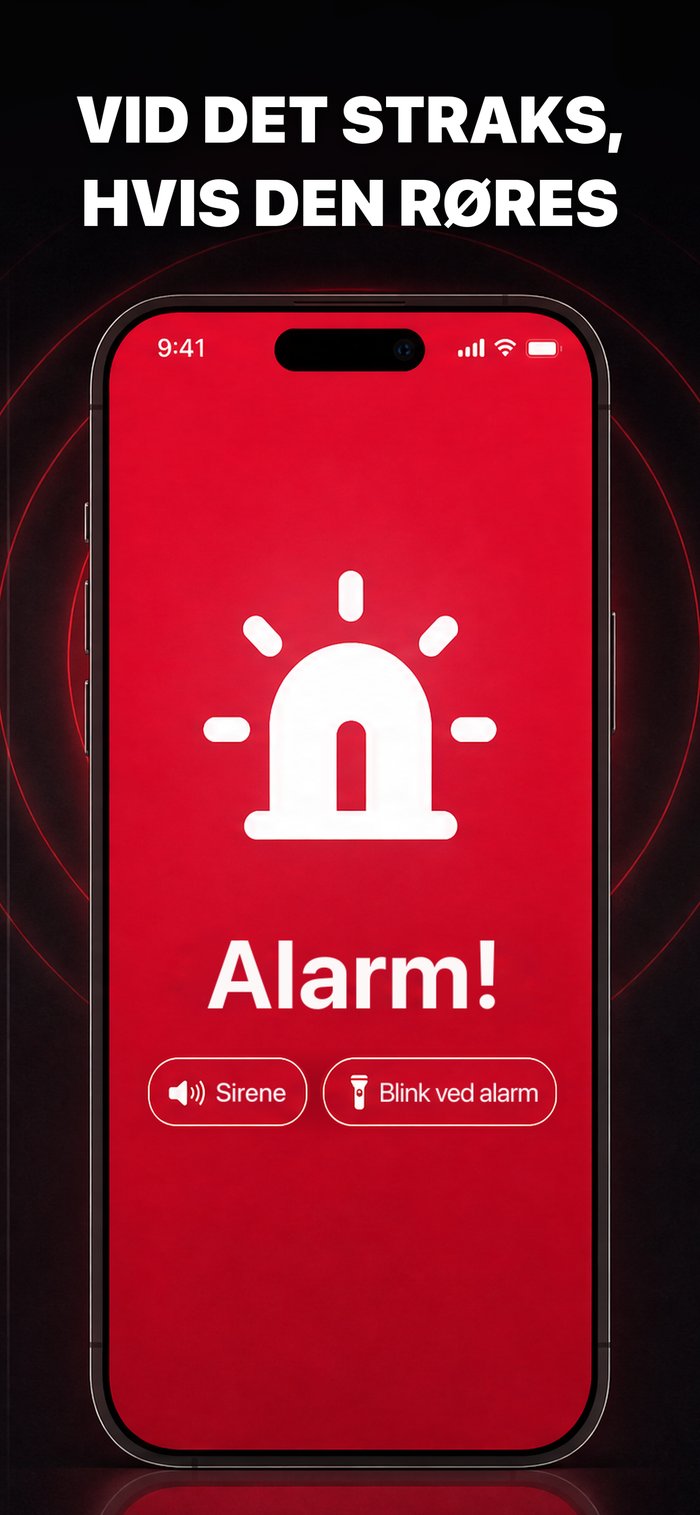 VID DET STRAKS,
HVIS DEN RØRES
9:41
Alarm!
Sirene
Blink ved alarm